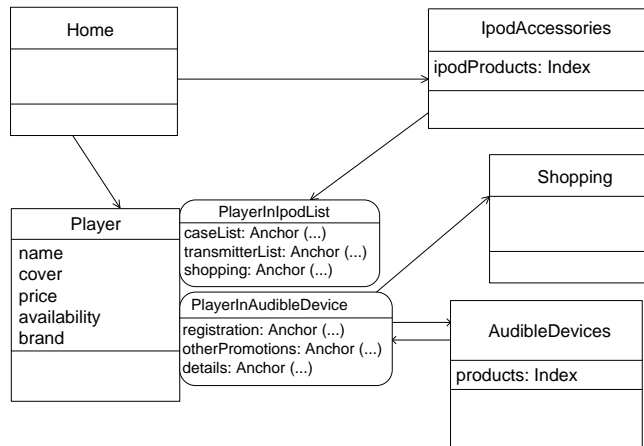 Home
IpodAccessories
ipodProducts: Index
Shopping
Player
name
cover
price
availability
brand
PlayerInIpodList
caseList: Anchor (...)
transmitterList: Anchor (...)
shopping: Anchor (...)
PlayerInAudibleDevice
registration: Anchor (...)
otherPromotions: Anchor (...)
details: Anchor (...)
AudibleDevices
products: Index